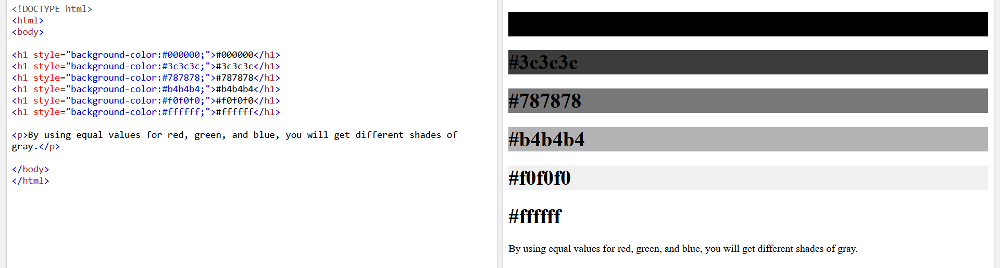 <!DOCTYPE html>
<html>
<body>
<h1 style="background-color:#000000;">#000000</h1>
<h1 style="background-color:#3c3c3c;">#3c3c3c</h1>
<h1 style="background-color:#787878;">#787878</h1>
<h1 style="background-color:#b4b4b4;">#b4b4b4</h1>
<h1 style="background-color:#f0f0f0;">#f0f0f0</h1>
<h1 style="background-color:#ffffff;">#ffffff</h1>
<p>By using equal values for red, green, and blue, you will get different shades of
gray.</p>
</body>
</html>
#3c3c3c
#787878
#b4b4b4
#f0f0f0
#ffffff
By using equal values for red, green, and blue, you will get different shades of gray.